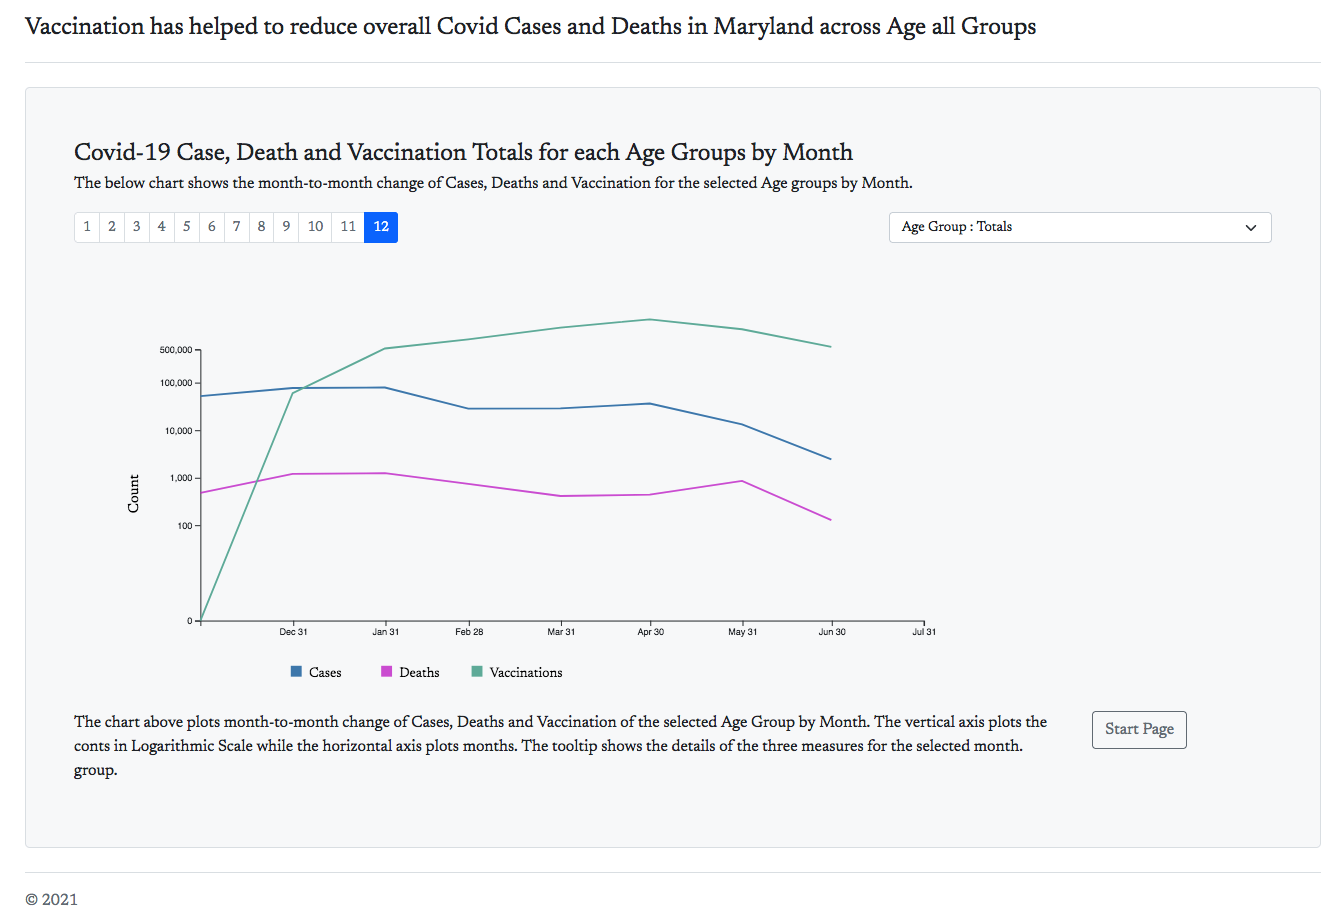 Vaccination has helped to reduce overall Covid Cases and Deaths in Maryland across Age all Groups
Covid-19 Case, Death and Vaccination Totals for each Age Groups by Month
The below chart shows the month-to-month change of Cases, Deaths and Vaccination for the selected Age groups by Month.
1 2 3 4 5 6 7 8 9 10 11 12
Age Group : Totals
500,000
100,000
10,000
1,000
100
0
Count
Dec 31 Jan 31 Feb 28 Mar 31 Apr 30 May 31 Jun 30 Jul 31
Cases Deaths Vaccinations
The chart above plots month-to-month change of Cases, Deaths and Vaccination of the selected Age Group by Month. The vertical axis plots the
conts in Logarithmic Scale while the horizontal axis plots months. The tooltip shows the details of the three measures for the selected month.
group.
Start Page
© 2021